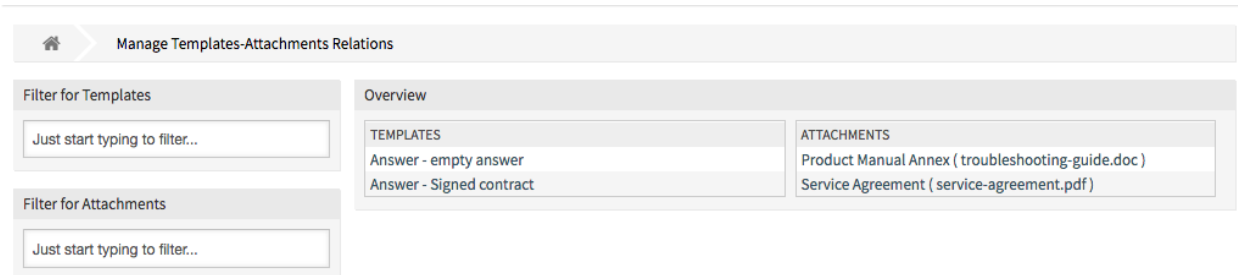 Manage Templates-Attachments Relations
Filter for Templates
Just start typing to filter...
Filter for Attachments
Just start typing to filter...
Overview
TEMPLATES
Answer - empty answer
Answer - Signed contract
ATTACHMENTS
Product Manual Annex ( troubleshooting-guide.doc )
Service Agreement ( service-agreement.pdf )